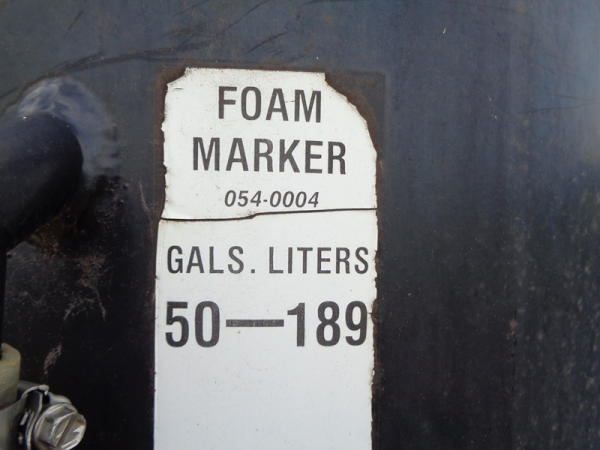 FOAM
MARKER
054-0004
GALS. LITERS
50—189